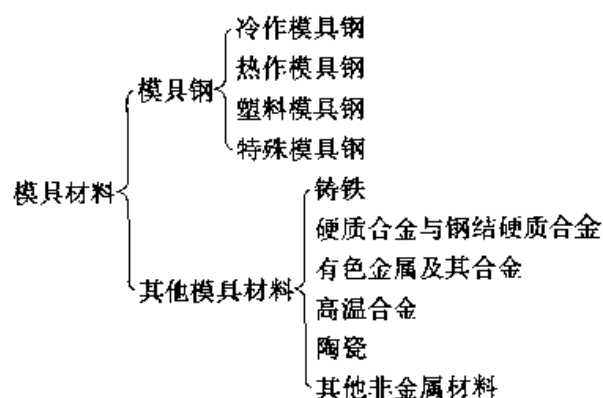 模具材料
模具钢
冷作模具钢
热作模具钢
塑料模具钢
特殊模具钢
其他模具材料
铸铁
硬质合金与钢结硬质合金
有色金属及其合金
高温合金
陶瓷
其他非金属材料